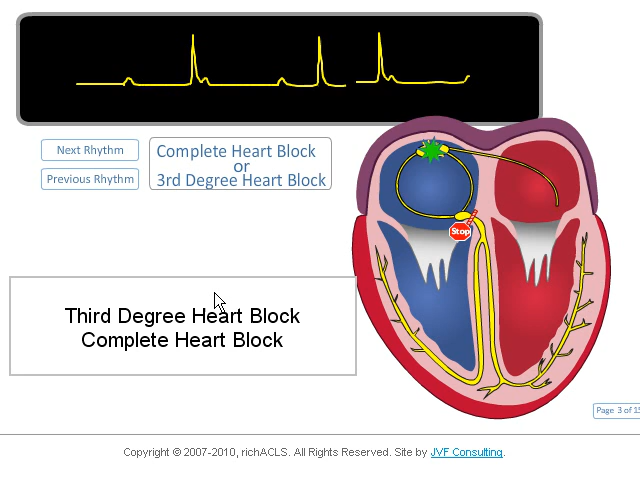 Next Rhythm
Previous Rhythm
Complete Heart Block
or
3rd Degree Heart Block
Stop
Third Degree Heart Block
Complete Heart Block
Page 3 of 15
Copyright © 2007-2010, richACLS. All Rights Reserved. Site by JVF Consulting.